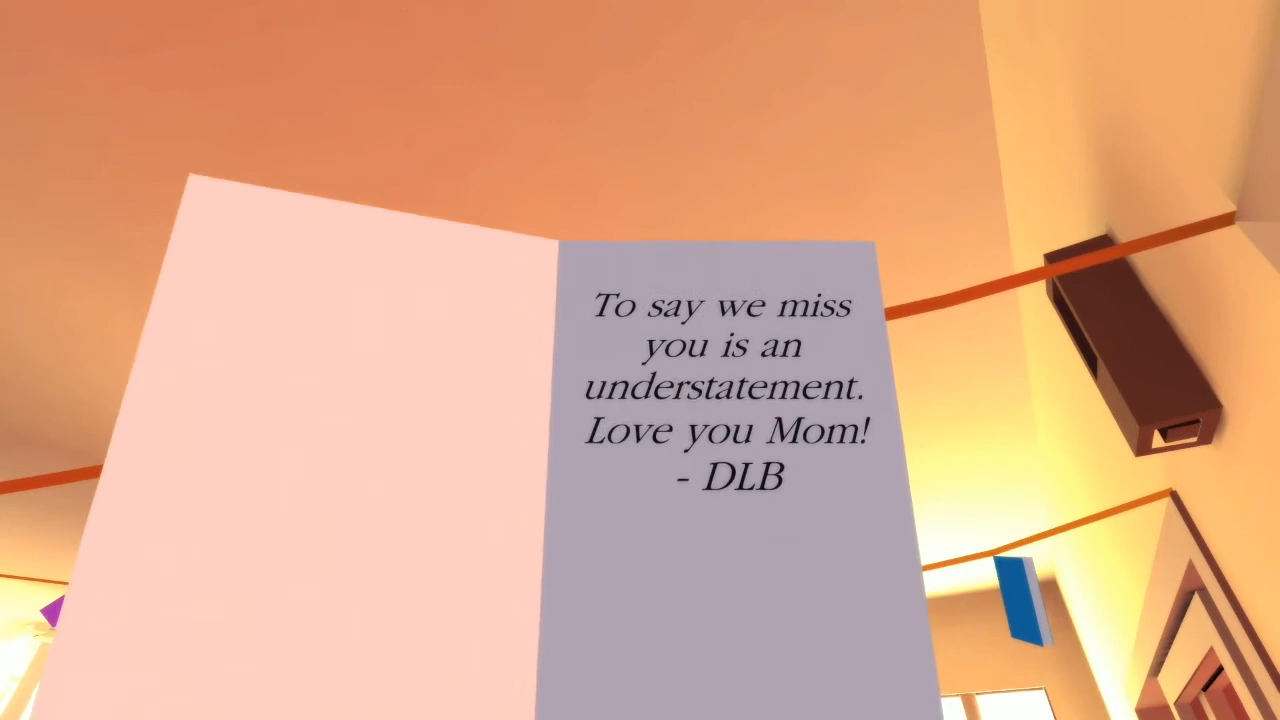 To say we miss
you is an
understatement.
Love you Mom!
- DLB